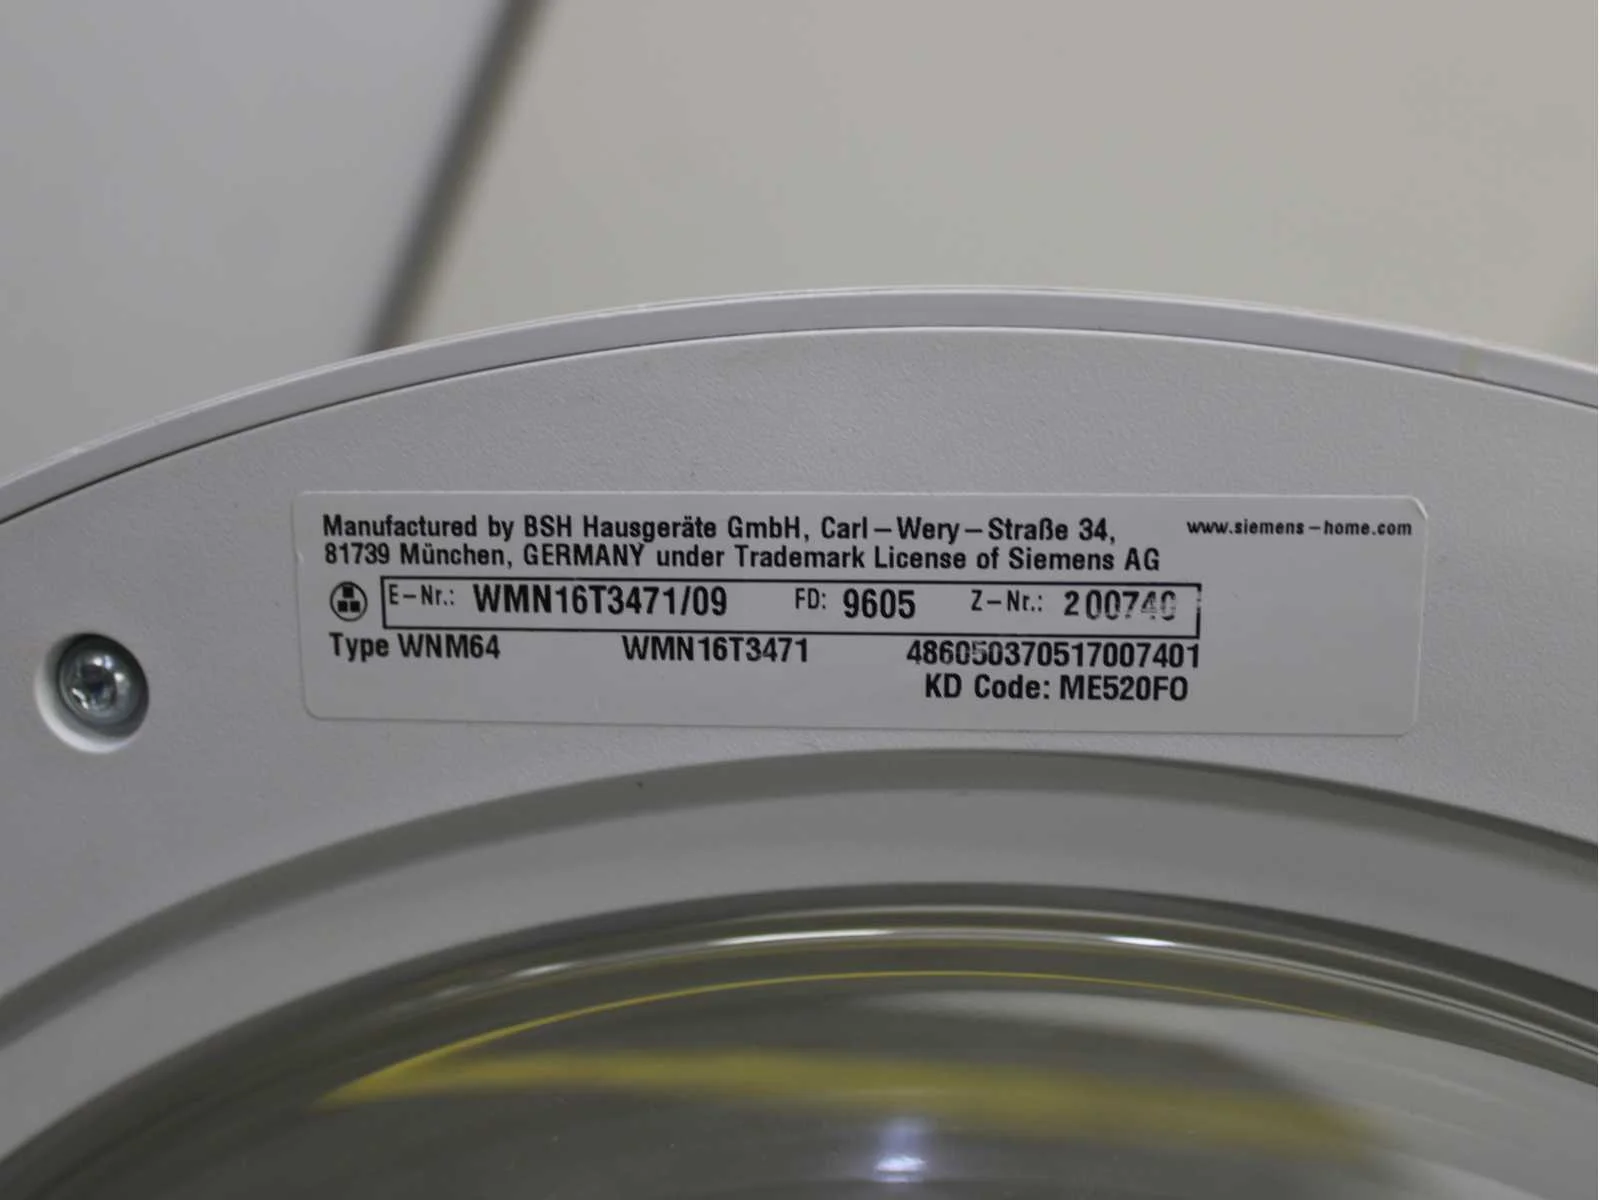 Manufactured by BSH Hausgeräte GmbH, Carl-Wery-Straße 34, www.siemens-home.com
81739 München, GERMANY under Trademark License of Siemens AG
E-Nr.: WMN16T3471/09 FD: 9605 Z-Nr.: 200740
Type WNM64 WMN16T3471 486050370517007401
KD Code: ME520FO